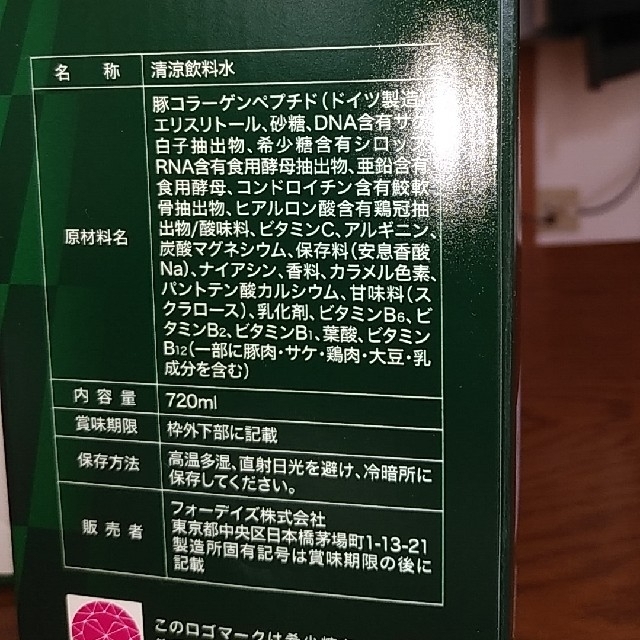 名称 清涼飲料水
原材料名
豚コラーゲンペプチド(ドイツ製造)
エリスリトール、砂糖、DNA含有サ
白子抽出物、希少糖含有シロップ
RNA含有食用酵母抽出物、亜鉛含有
食用酵母、コンドロイチン含有鮫軟
骨抽出物、ヒアルロン酸含有鶏冠抽
出物/酸味料、ビタミンC、アルギニン、
炭酸マグネシウム、保存料(安息香酸
Na)、ナイアシン、香料、カラメル色素、
パントテン酸カルシウム、甘味料(ス
クラロース)、乳化剤、ビタミンB6、ビ
タミンB2、ビタミンB1、葉酸、ビタミン
B12(一部に豚肉・サケ・鶏肉・大豆・乳
成分を含む)
内容量 720ml
賞味期限 枠外下部に記載
保存方法 高温多湿、直射日光を避け、冷暗所に
保存してください。
販売者
フォーデイズ株式会社
東京都中央区日本橋茅場町1-13-21
製造所固有記号は賞味期限の後に
記載
このロゴマークは希少糖